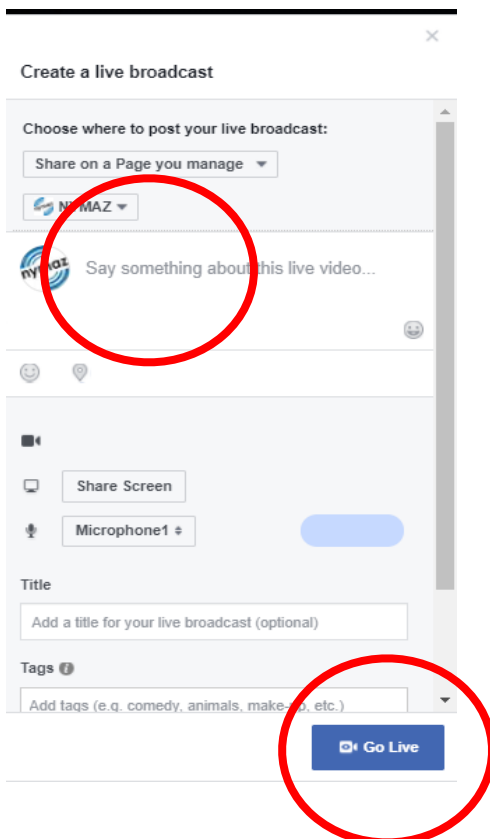 Create a live broadcast
Choose where to post your live broadcast:
Share on a Page you manage
NYMAZ
nymaz
Say something about this live video...
Share Screen
Microphone1
Title
Add a title for your live broadcast (optional)
Tags
Add tags (e.g. comedy, animals, make-up, etc.)
Go Live